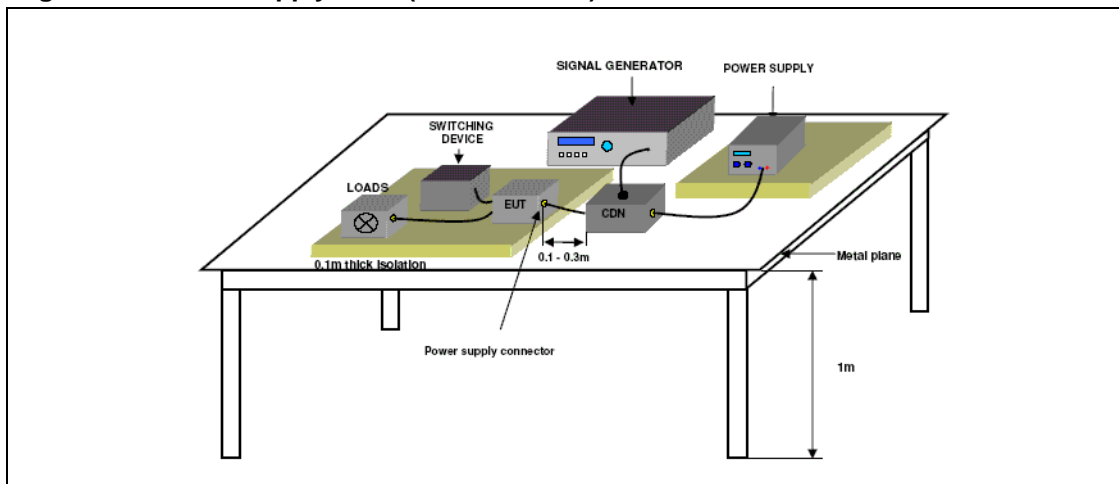 SIGNAL GENERATOR
POWER SUPPLY
SWITCHING
DEVICE
LOADS
EUT
CDN
0.1m thick Isolation
0.1 - 0.3m
Metal plane
Power supply connector
1m